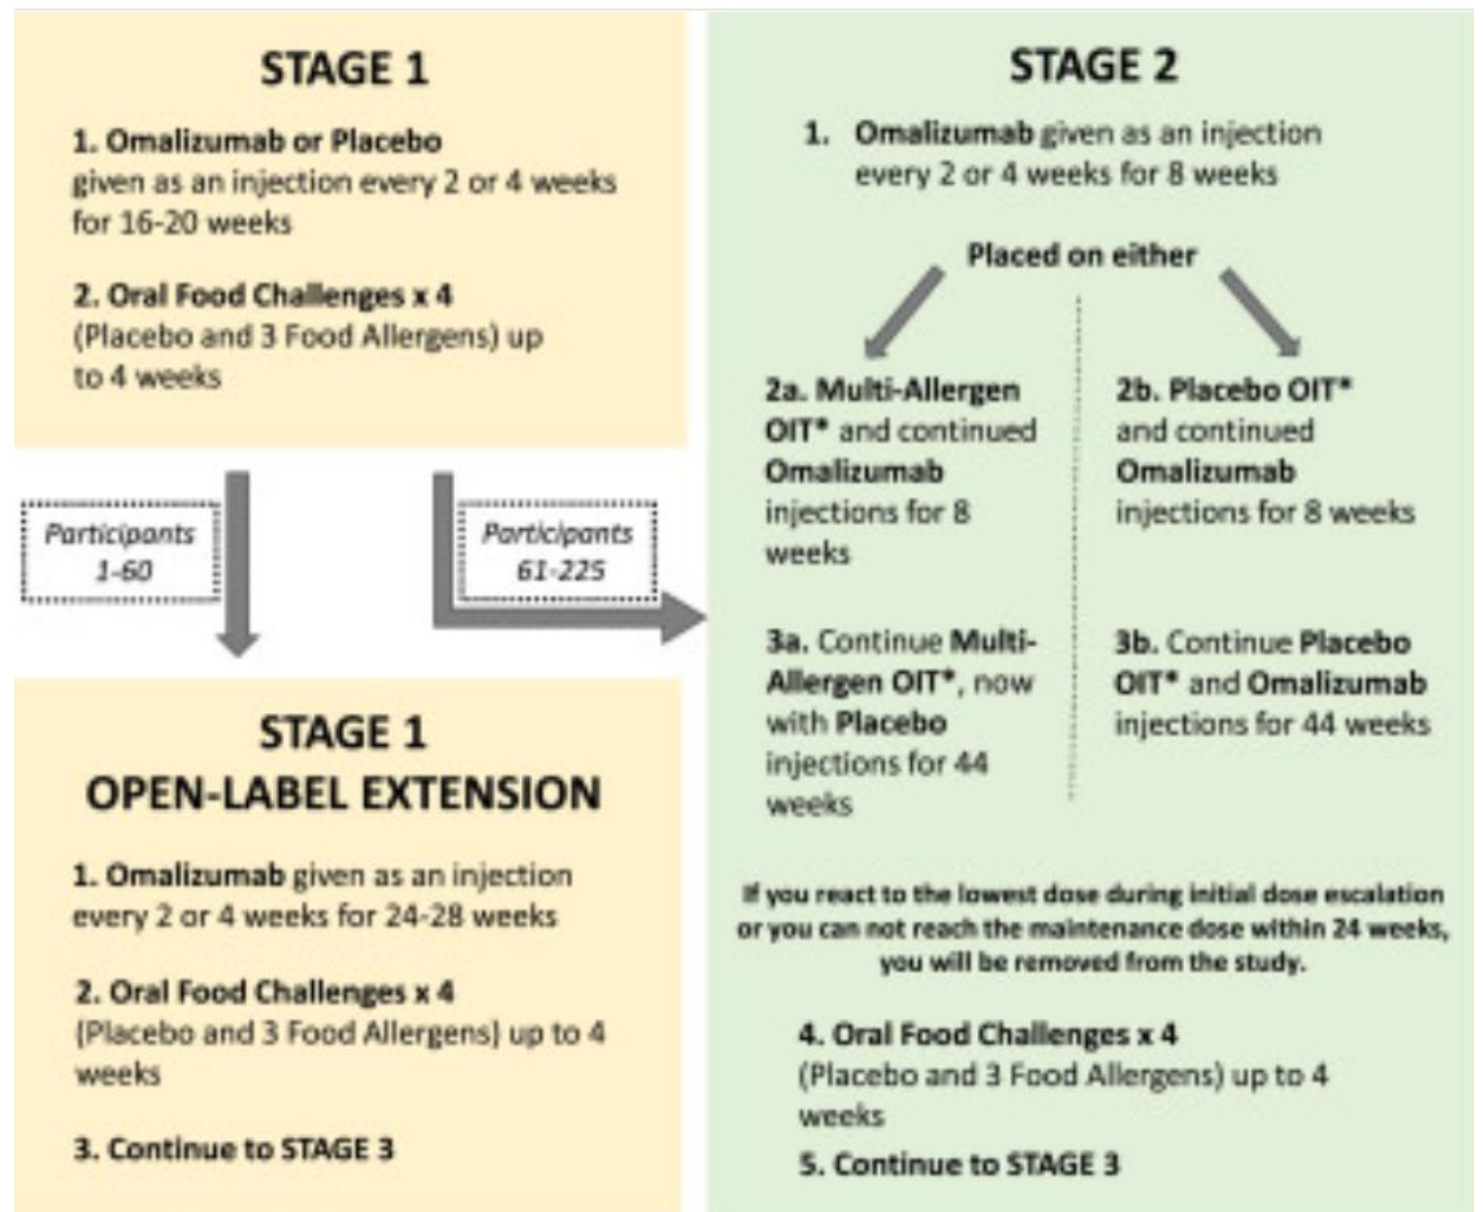 STAGE 1
1. Omalizumab or Placebo
given as an injection every 2 or 4 weeks
for 16-20 weeks
2. Oral Food Challenges x 4
(Placebo and 3 Food Allergens) up
to 4 weeks
Participants
1-60
Participants
61-225
STAGE 1
OPEN-LABEL EXTENSION
1. Omalizumab given as an injection
every 2 or 4 weeks for 24-28 weeks
2. Oral Food Challenges x 4
(Placebo and 3 Food Allergens) up to 4
weeks
3. Continue to STAGE 3
STAGE 2
1. Omalizumab given as an injection
every 2 or 4 weeks for 8 weeks
Placed on either
2a. Multi-Allergen
OIT* and continued
Omalizumab
injections for 8
weeks
3a. Continue Multi-
Allergen OIT*, now
with Placebo
injections for 44
weeks
2b. Placebo OIT*
and continued
Omalizumab
injections for 8 weeks
3b. Continue Placebo
OIT* and Omalizumab
injections for 44 weeks
If you react to the lowest dose during initial dose escalation
or you can not reach the maintenance dose within 24 weeks,
you will be removed from the study.
4. Oral Food Challenges x 4
(Placebo and 3 Food Allergens) up to 4
weeks
5. Continue to STAGE 3